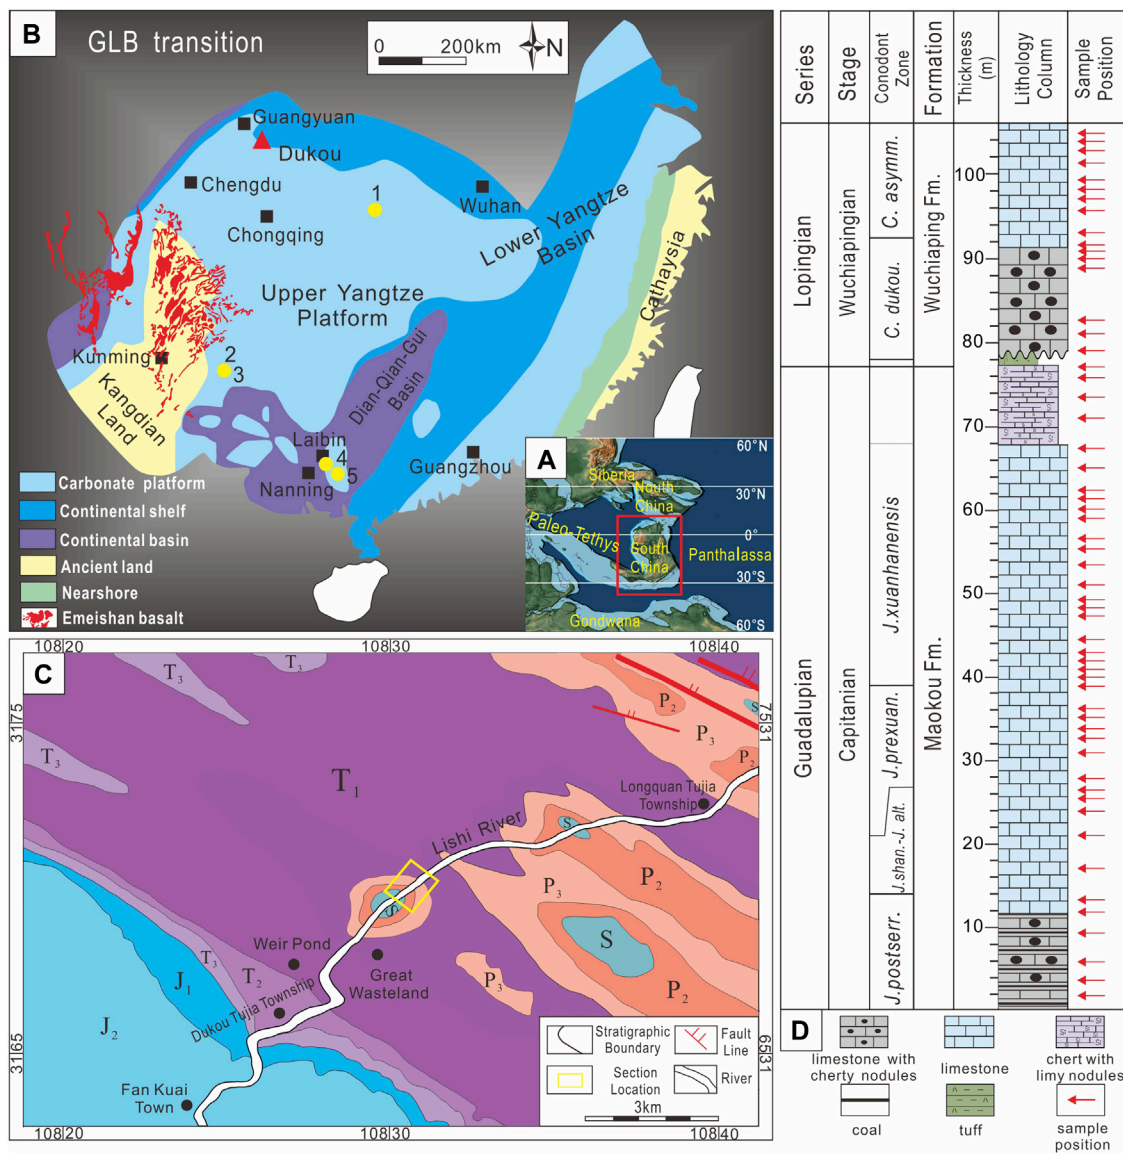 B
GLB transition
0 200km
N
Guangyuan
Dukou
Chengdu
Chongqing
1
Wuhan
Lower Yangtze
Basin
Cathaysia
Upper Yangtze
Platform
Dian-Qian-Gui
Basin
Kunming
2
3
Kangdian
Land
Laibin
4
5
Nanning
Guangzhou
Carbonate platform
Continental shelf
Continental basin
Ancient land
Nearshore
Emeishan basalt
A
60°N
Siberia
North
China
30°N
Paleo-Tethys
0°
South
China
Panthalassa
30°S
Gondwana
60°S
C
108|20 108|30 108|40
31|75
75|31
T3
T3
T3
P2
S
P3
P2
T1
Longquan Tujia
Township
Lishi River
S
P3
P2
S
S
Weir Pond
T3
T2
Great
Wasteland
P3
P2
J1
Dukou Tujia Township
J2
31|65
65|31
Fan Kuai
Town
Stratigraphic
Boundary
Fault
Line
Section
Location
River
3km
108|20 108|30 108|40
Series
Stage
Conodont
Zone
Formation
Thickness
(m)
Lithology
Column
Sample
Position
Lopingian
Wuchiapingian
C. asymm.
C. dukou.
Wuchiaping Fm.
Guadalupian
Capitanian
J.xuanhanensis
J.prexuan.
J.shan.-J. alt.
J.postserr.
Maokou Fm.
100
90
80
70
60
50
40
30
20
10
D
limestone with
cherty nodules
limestone
chert with
limy nodules
coal
tuff
sample
position